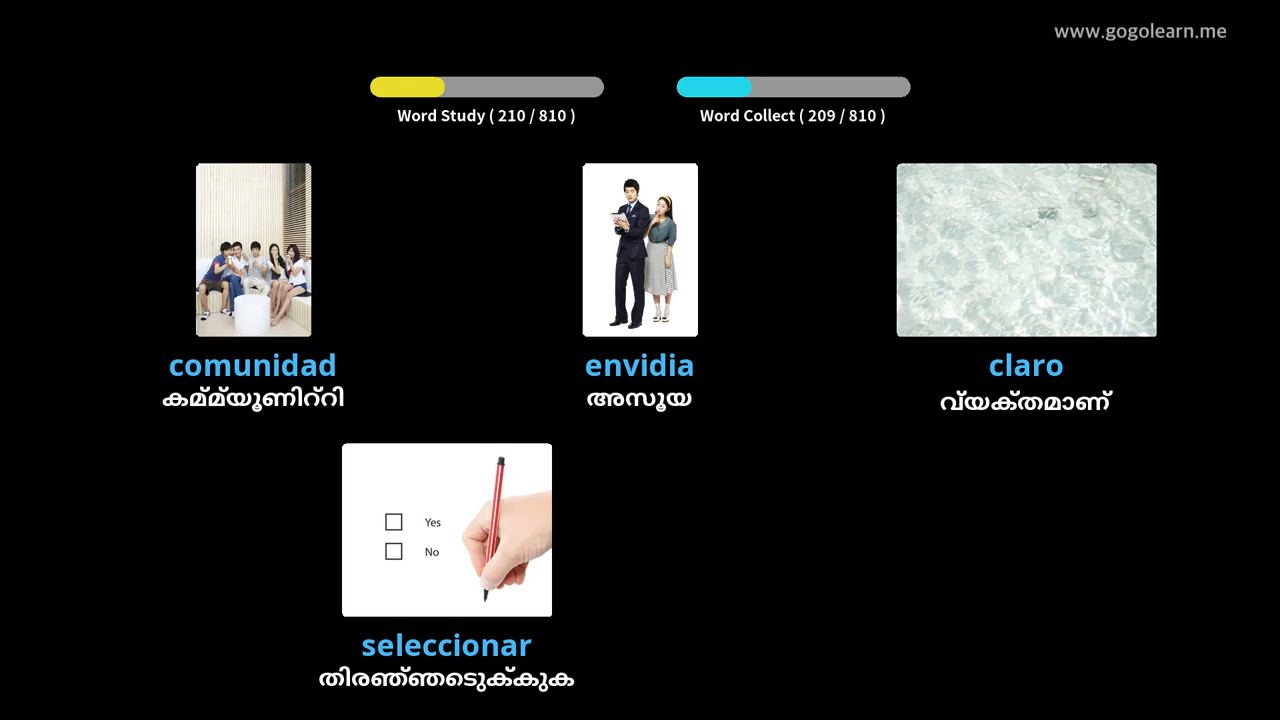 www.gogolearn.me
Word Study ( 210 / 810 )
Word Collect ( 209 / 810 )
comunidad
കമ്മ്യൂണിറ്റി
envidia
അസൂയ
claro
വ്യക്തമാണ്
Yes
No
seleccionar
തിരഞ്ഞെടുക്കുക